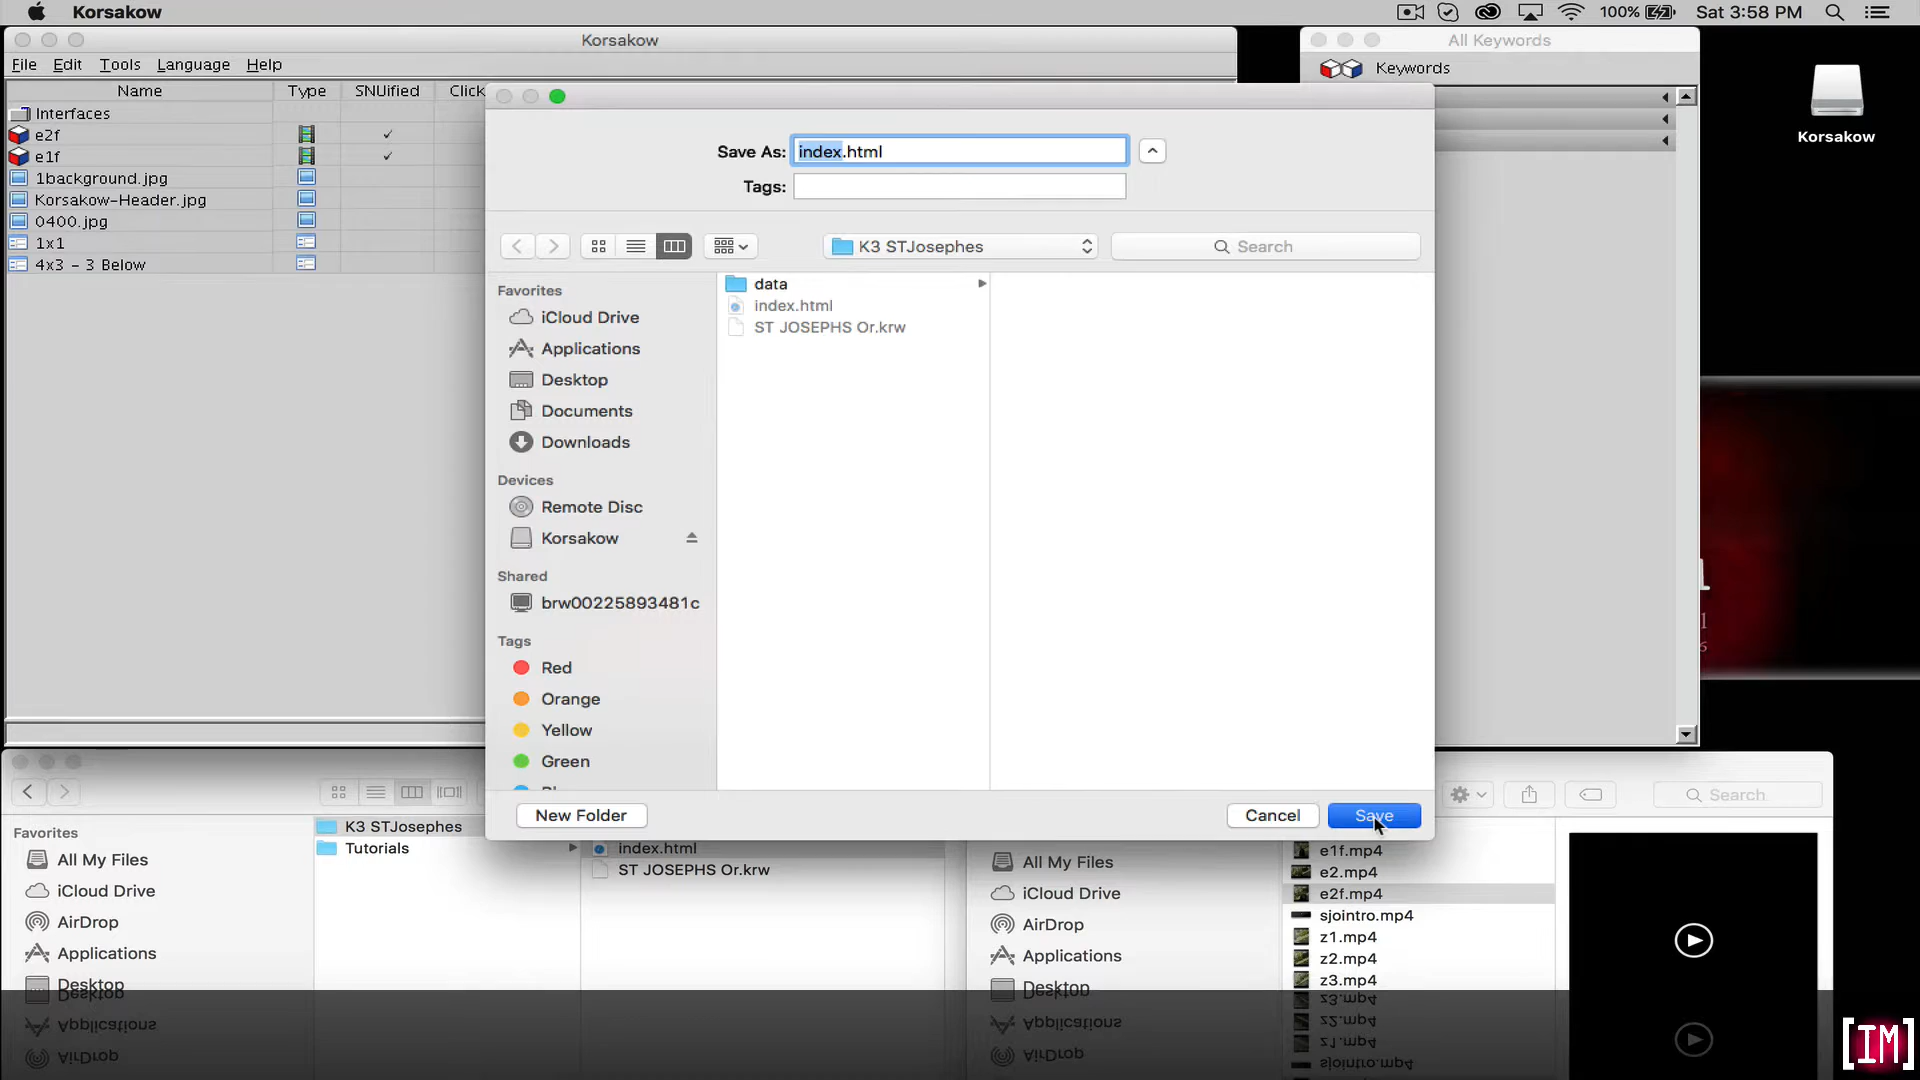 Korsakow
100%
Sat 3:58 PM
Korsakow
File Edit Tools Language Help
Name Type SNUified Click
Interfaces
e2f
e1f
1background.jpg
Korsakow-Header.jpg
0400.jpg
1x1
4x3 - 3 Below
All Keywords
Keywords
Korsakow
Save As: index.html
Tags:
K3 STJosephes
Search
Favorites
iCloud Drive
Applications
Desktop
Documents
Downloads
Devices
Remote Disc
Korsakow
Shared
brw00225893481c
Tags
Red
Orange
Yellow
Green
data
index.html
ST JOSEPHS Or.krw
New Folder
Cancel
Save
Favorites
All My Files
iCloud Drive
AirDrop
Applications
Desktop
K3 STJosephes
Tutorials
index.html
ST JOSEPHS Or.krw
Search
All My Files
iCloud Drive
AirDrop
Applications
Desktop
e1f.mp4
e2.mp4
e2f.mp4
sjointro.mp4
z1.mp4
z2.mp4
z3.mp4
[IM]